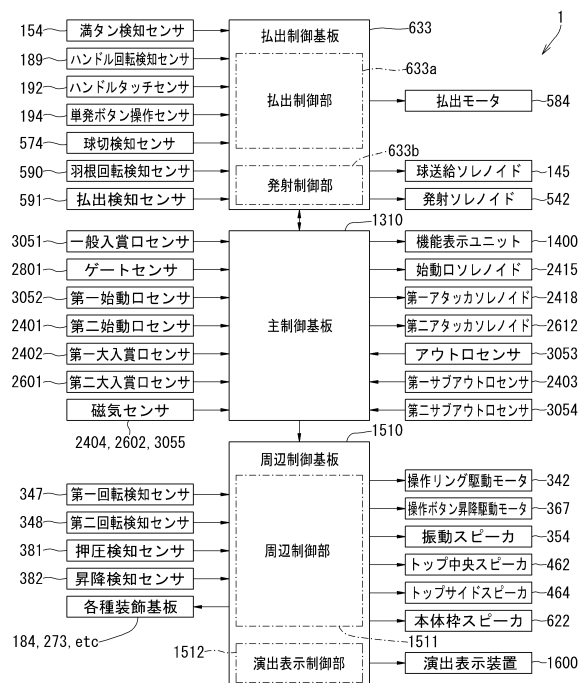 1
154 満タン検知センサ
189 ハンドル回転検知センサ
192 ハンドルタッチセンサ
194 単発ボタン操作センサ
574 球切検知センサ
590 羽根回転検知センサ
591 払出検知センサ
払出制御基板 633
633a
払出制御部
633b
発射制御部
払出モータ 584
球送給ソレノイド 145
発射ソレノイド 542
1310
3051 一般入賞口センサ
2801 ゲートセンサ
3052 第一始動口センサ
2401 第二始動口センサ
2402 第一大入賞口センサ
2601 第二大入賞口センサ
磁気センサ
2404, 2602, 3055
主制御基板
機能表示ユニット 1400
始動口ソレノイド 2415
第一アタッカソレノイド 2418
第二アタッカソレノイド 2612
アウト口センサ 3053
第一サブアウト口センサ 2403
第二サブアウト口センサ 3054
1510
周辺制御基板
347 第一回転検知センサ
348 第二回転検知センサ
381 押圧検知センサ
382 昇降検知センサ
各種装飾基板
184, 273, etc
周辺制御部
1511
1512
演出表示制御部
操作リング駆動モータ 342
操作ボタン昇降駆動モータ 367
振動スピーカ 354
トップ中央スピーカ 462
トップサイドスピーカ 464
本体枠スピーカ 622
演出表示装置 1600